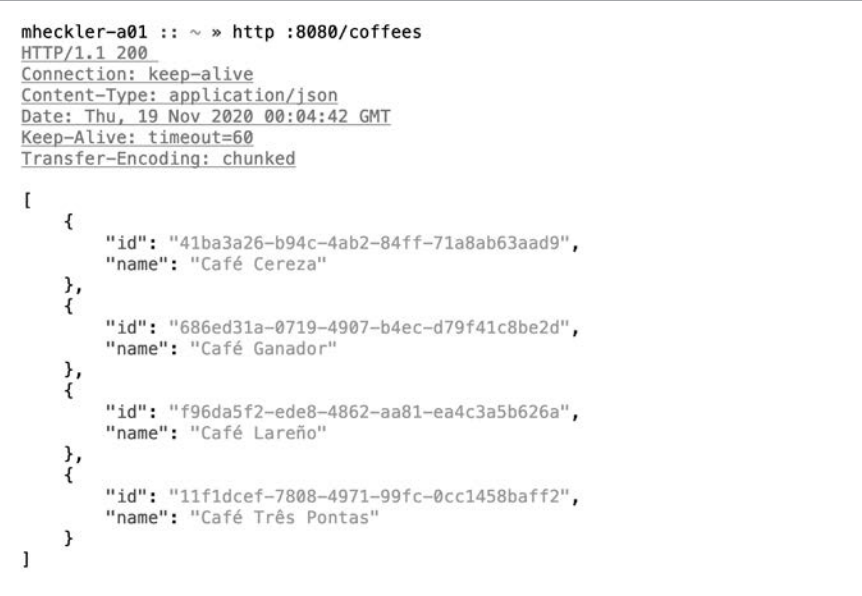 mheckler-a01 :: ~ » http :8080/coffees
HTTP/1.1 200
Connection: keep-alive
Content-Type: application/json
Date: Thu, 19 Nov 2020 00:04:42 GMT
Keep-Alive: timeout=60
Transfer-Encoding: chunked

[
    {
        "id": "41ba3a26-b94c-4ab2-84ff-71a8ab63aad9",
        "name": "Café Cereza"
    },
    {
        "id": "686ed31a-0719-4907-b4ec-d79f41c8be2d",
        "name": "Café Ganador"
    },
    {
        "id": "f96da5f2-ede8-4862-aa81-ea4c3a5b626a",
        "name": "Café Lareño"
    },
    {
        "id": "11f1dcef-7808-4971-99fc-0cc1458baff2",
        "name": "Café Três Pontas"
    }
]